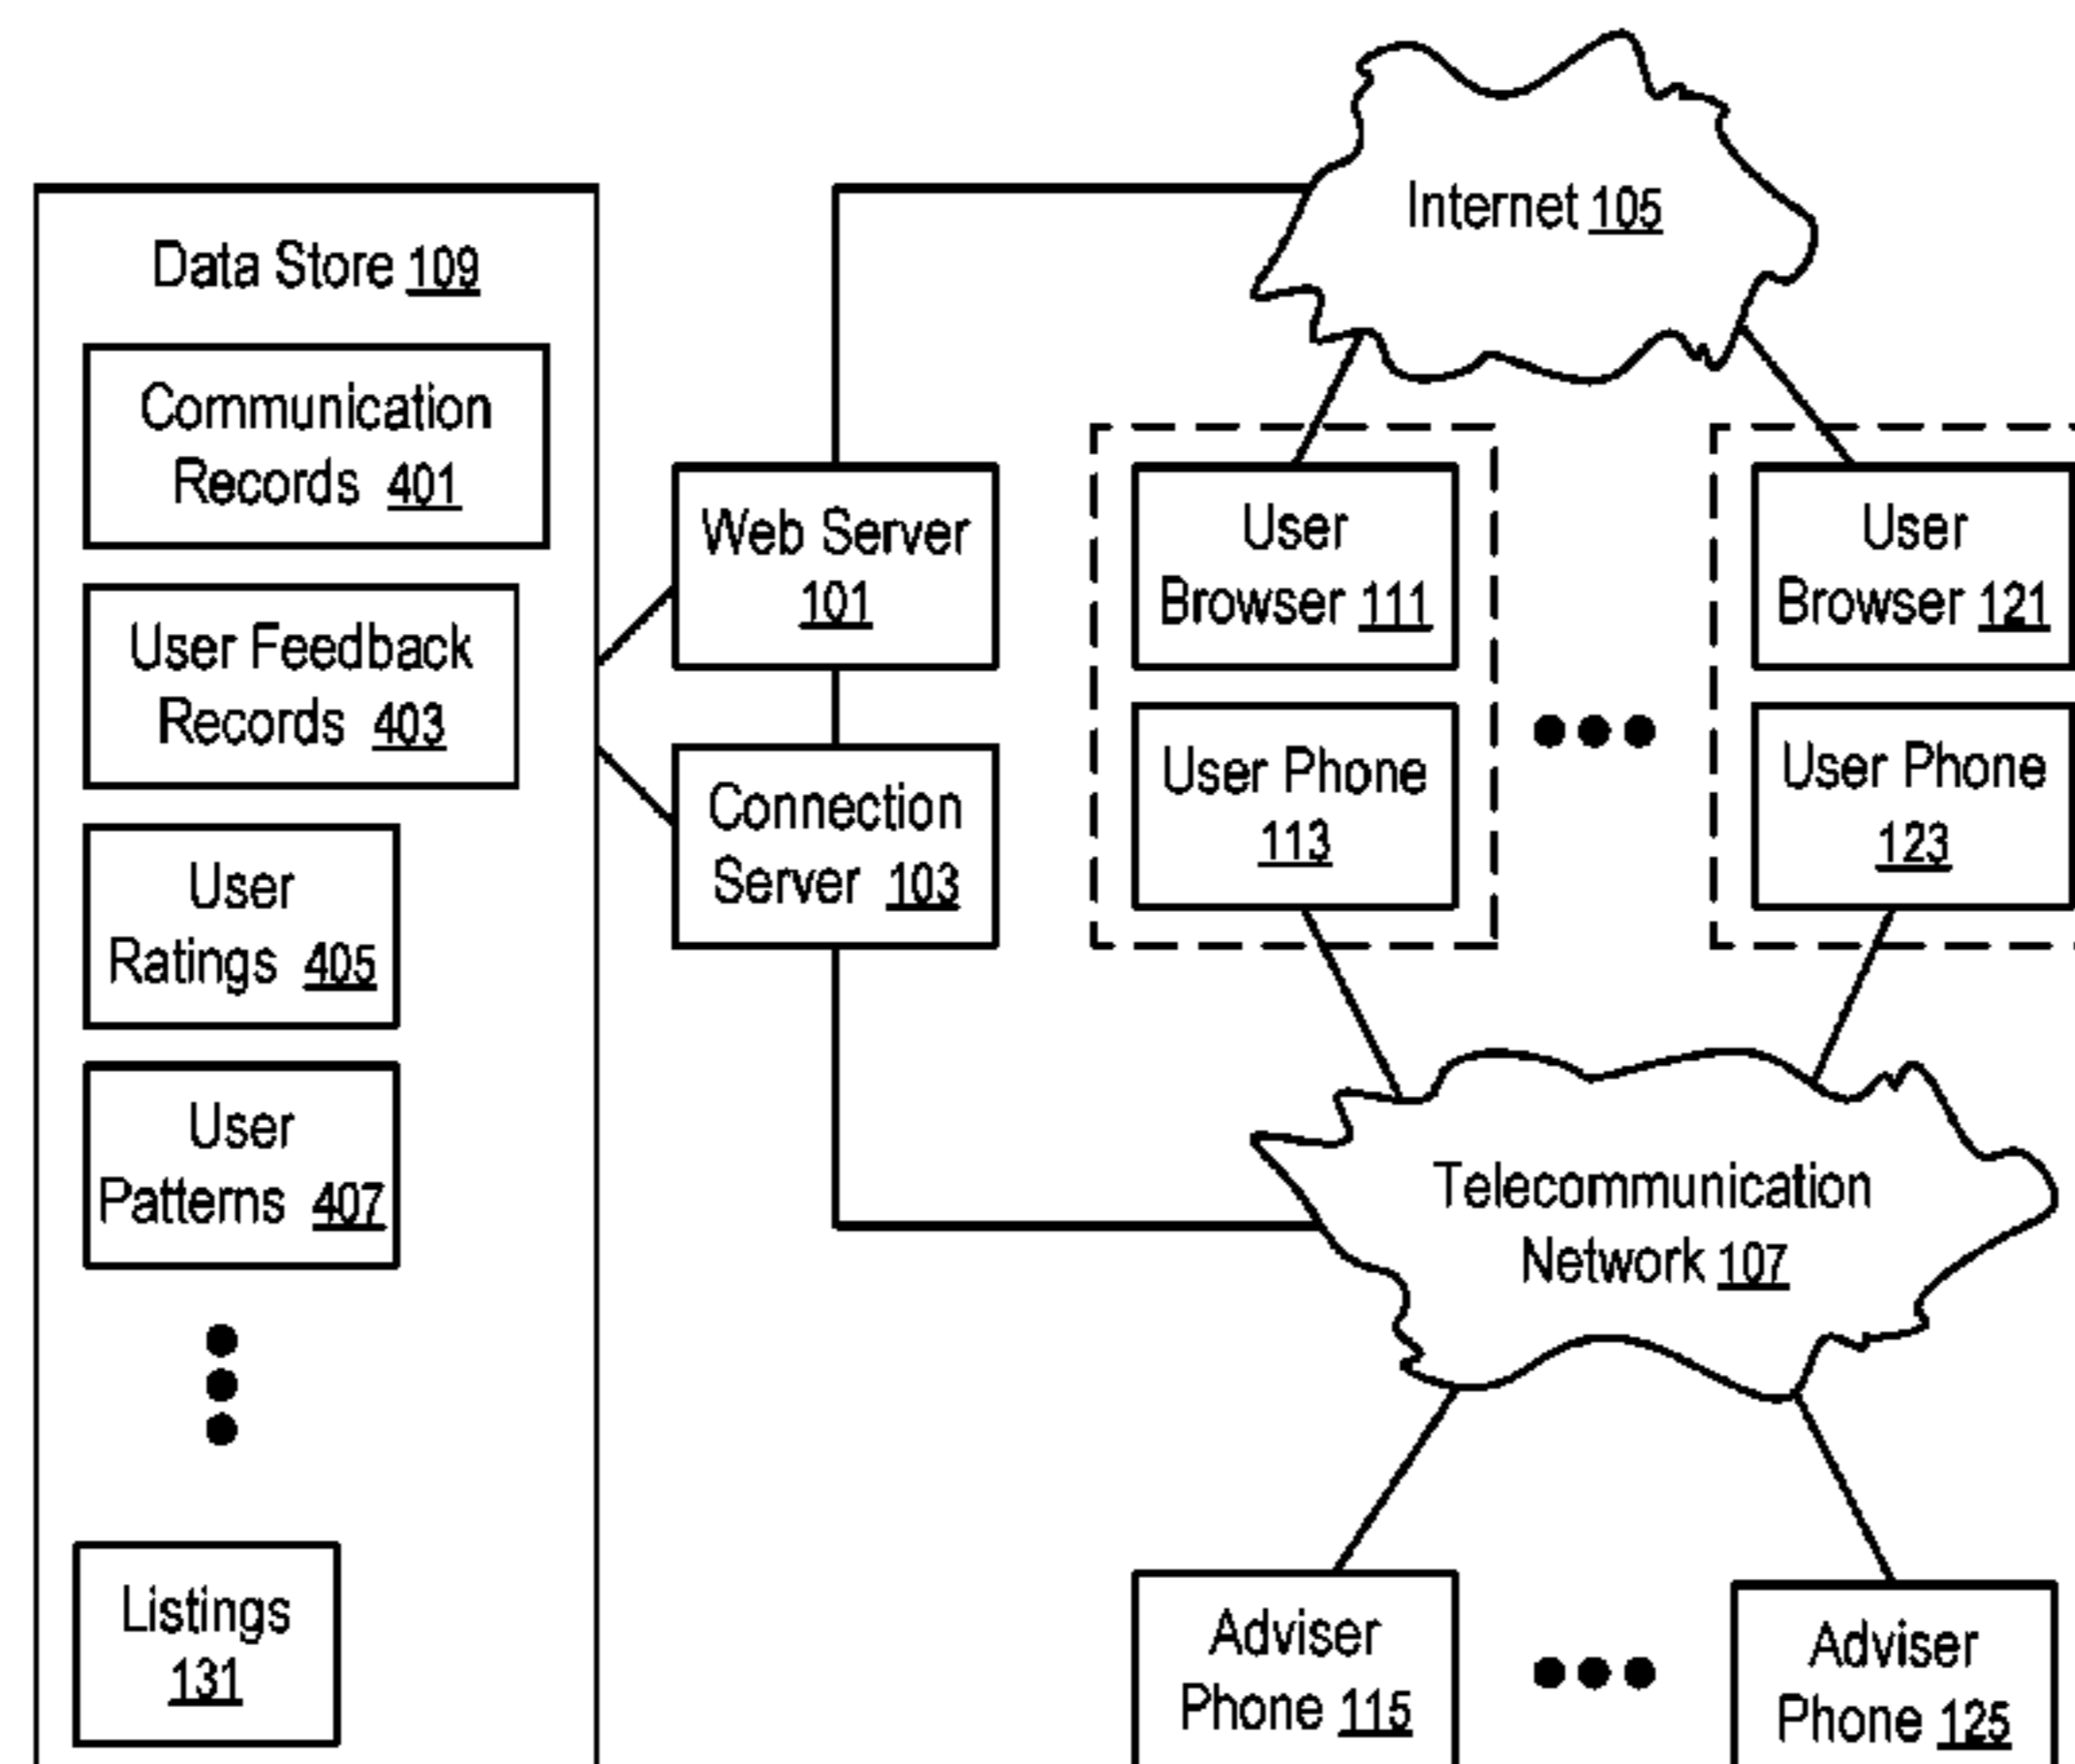 Internet 105
Data Store 109
Communication
Records 401
User Feedback
Records 403
User
Ratings 405
User
Patterns 407
Listings
131
Web Server
101
Connection
Server 103
User
Browser 111
User Phone
113
User
Browser 121
User Phone
123
Telecommunication
Network 107
Adviser
Phone 115
Adviser
Phone 125